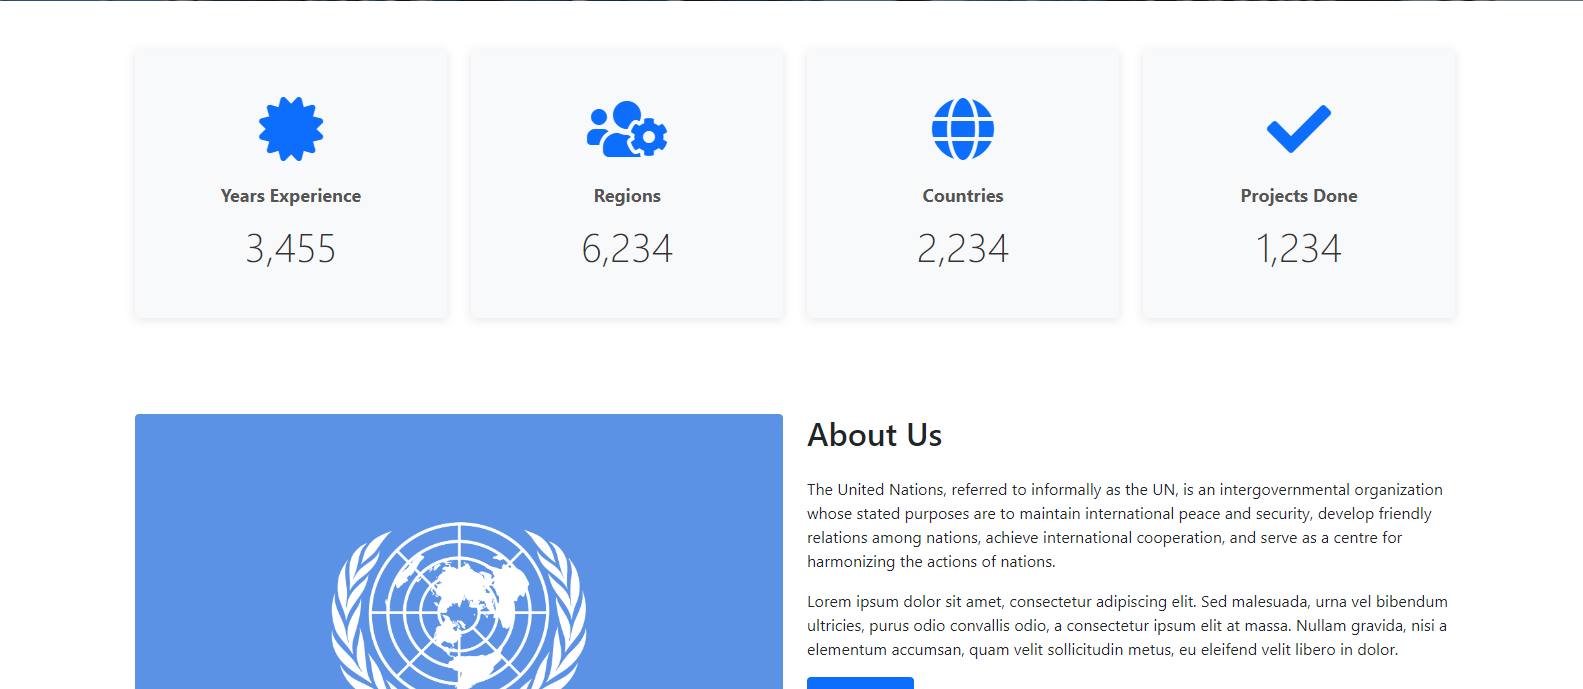 Years Experience
3,455
Regions
6,234
Countries
2,234
Projects Done
1,234
About Us
The United Nations, referred to informally as the UN, is an intergovernmental organization
whose stated purposes are to maintain international peace and security, develop friendly
relations among nations, achieve international cooperation, and serve as a centre for
harmonizing the actions of nations.
Lorem ipsum dolor sit amet, consectetur adipiscing elit. Sed malesuada, urna vel bibendum
ultricies, purus odio convallis odio, a consectetur ipsum elit at massa. Nullam gravida, nisi a
elementum accumsan, quam velit sollicitudin metus, eu eleifend velit libero in dolor.